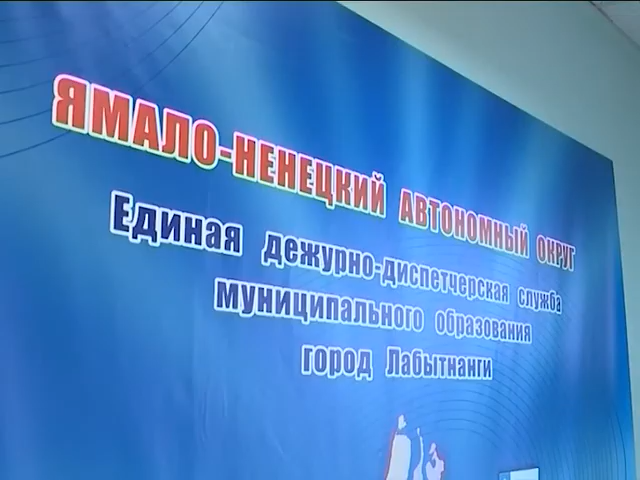 ЯМАЛО-НЕНЕЦКИЙ АВТОНОМНЫЙ ОКРУГ
Единая дежурно-диспетчерская служба
муниципального образования
город Лабытнанги